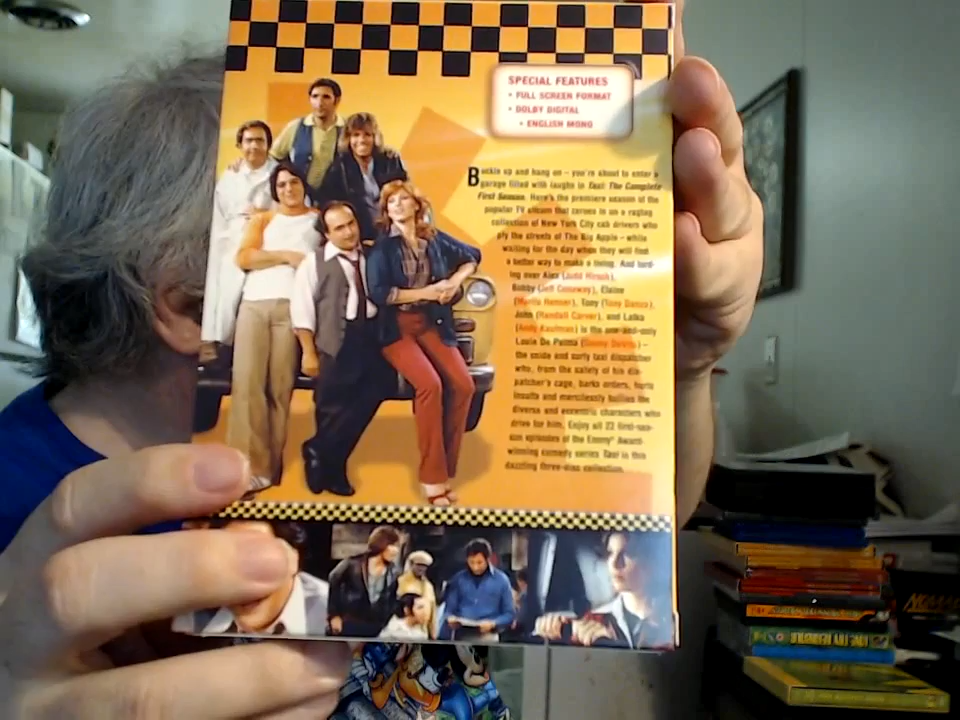 SPECIAL FEATURES
• FULL SCREEN FORMAT
• DOLBY DIGITAL
• ENGLISH MONO
Buckle up and hang on – you're about to enter a
garage filled with laughs in Taxi: The Complete
First Season. Here's the premiere season of the
popular TV sitcom that zeroes in on a ragtag
collection of New York City cab drivers who
ply the streets of The Big Apple – while
waiting for the day when they will find
a better way to make a living. And lord-
ing over Alex (Judd Hirsch),
Bobby (Jeff Conaway), Elaine
(Marilu Henner), Tony (Tony Danza),
John (Randall Carver), and Latka
(Andy Kaufman) is the one-and-only
Louie De Palma (Danny DeVito) –
the snide and surly taxi dispatcher
who, from the safety of his dis-
patcher's cage, barks orders, hurls
insults and mercilessly bullies the
diverse and eccentric characters who
drive for him. Enjoy all 22 first-sea-
son episodes of the Emmy® Award-
winning comedy series Taxi in this
dazzling three-disc collection.